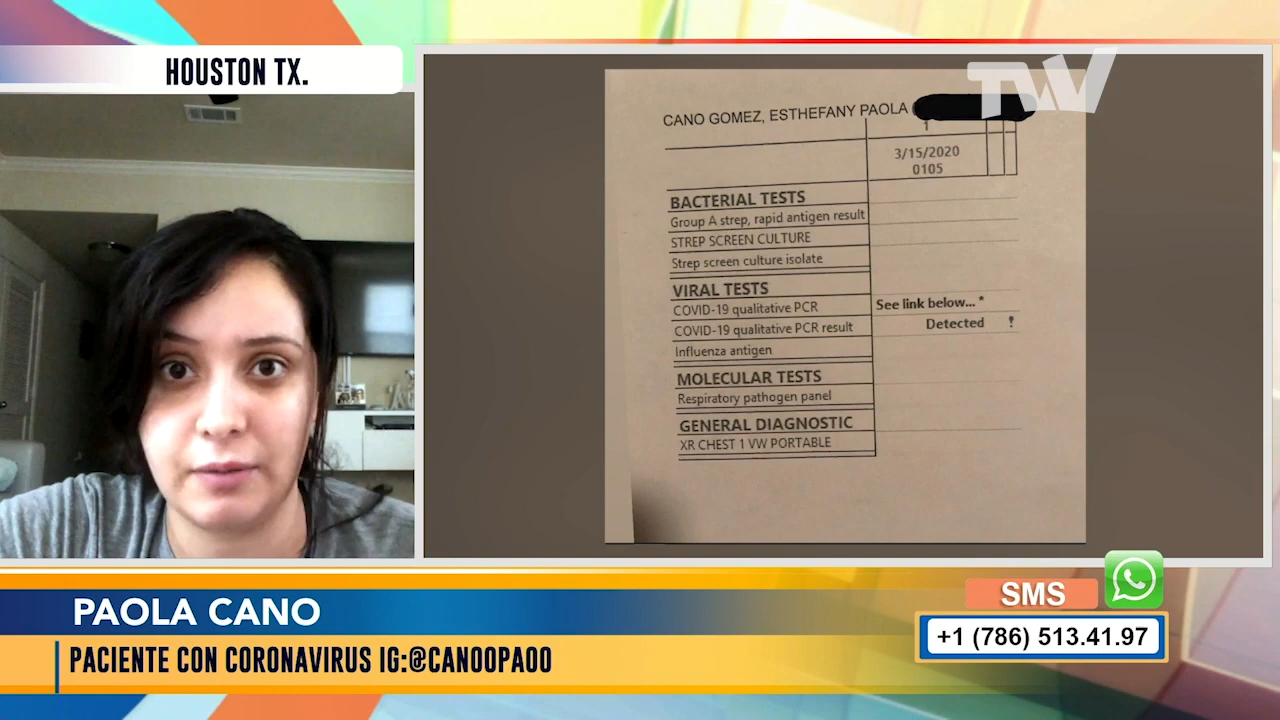 HOUSTON TX.
TVV
CANO GOMEZ, ESTHEFANY PAOLA
1
3/15/2020
0105
BACTERIAL TESTS
Group A strep, rapid antigen result
STREP SCREEN CULTURE
Strep screen culture isolate
VIRAL TESTS
COVID-19 qualitative PCR See link below... *
COVID-19 qualitative PCR result Detected !
Influenza antigen
MOLECULAR TESTS
Respiratory pathogen panel
GENERAL DIAGNOSTIC
XR CHEST 1 VW PORTABLE
PAOLA CANO
PACIENTE CON CORONAVIRUS IG:@CANOOPAOO
SMS
+1 (786) 513.41.97